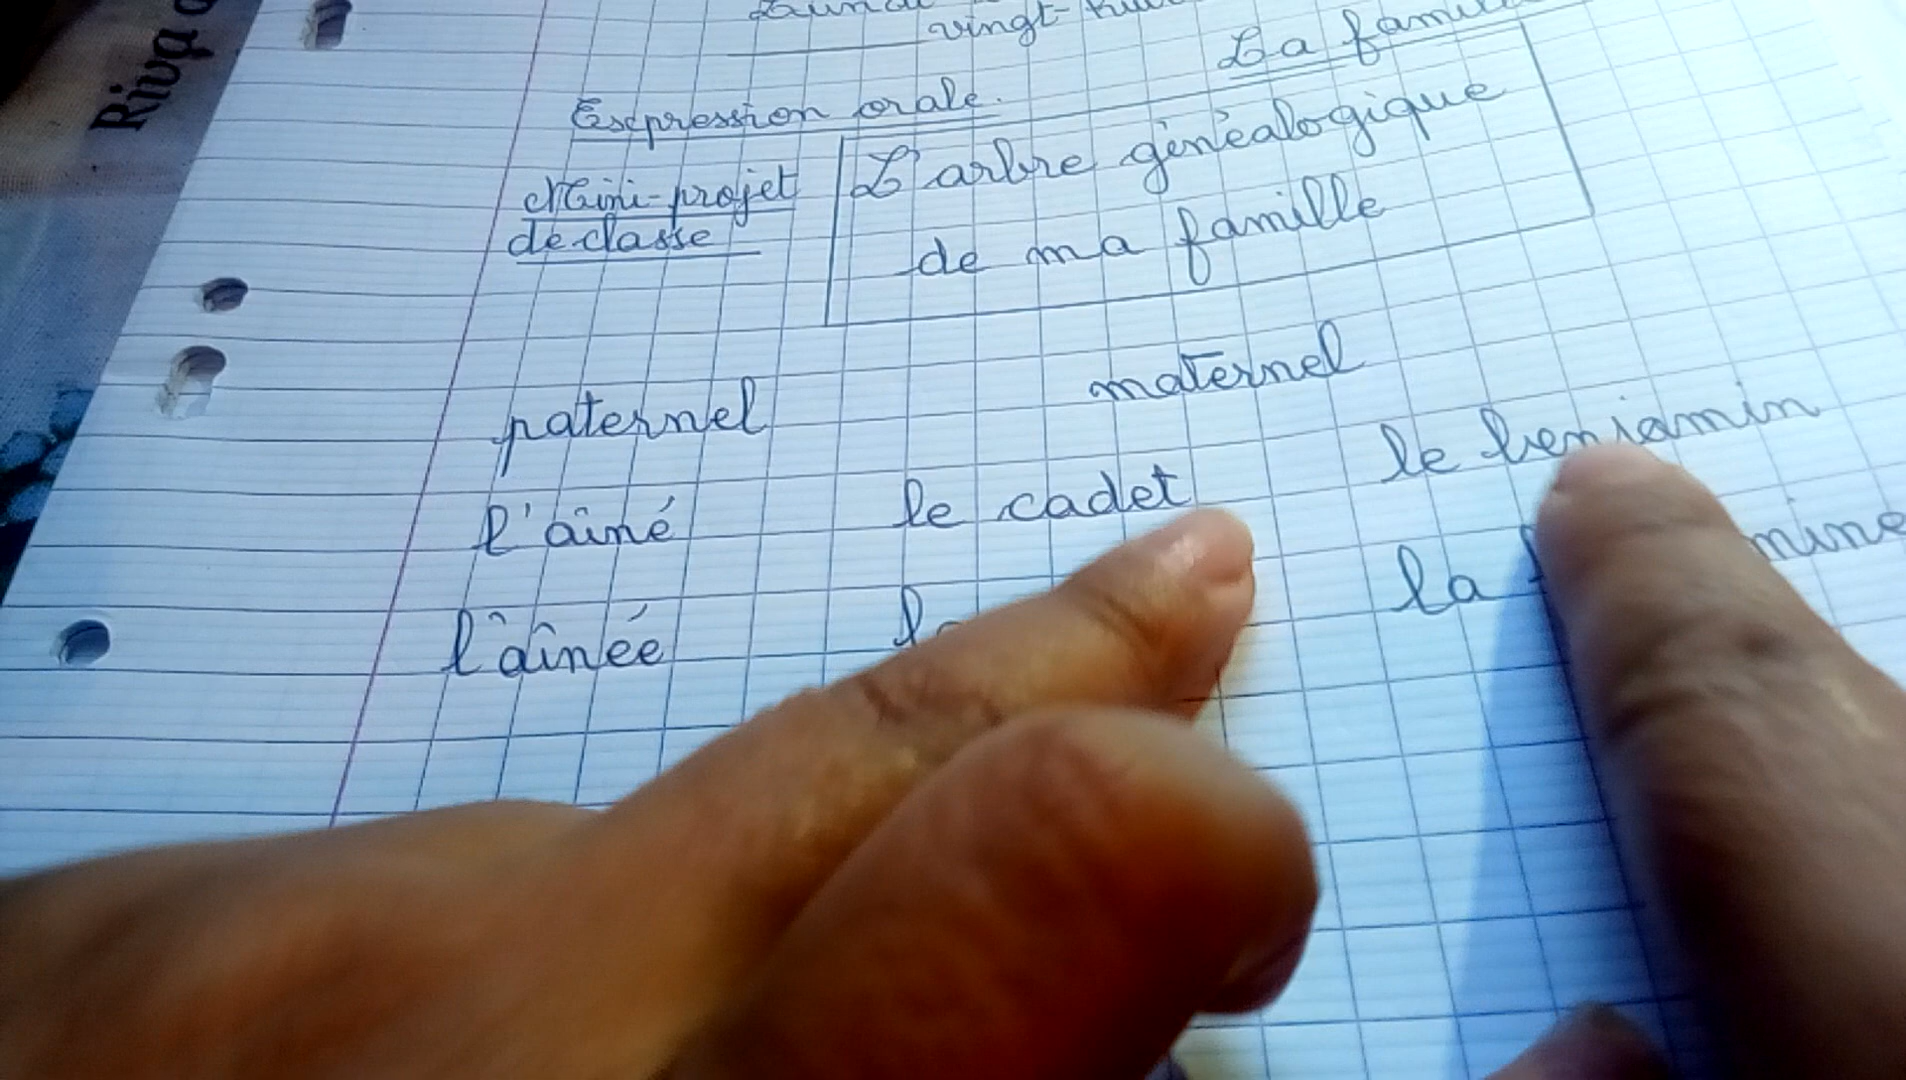 Riva
vingt-
La famille
Expression orale.
Mini-projet
de classe
L'arbre généalogique
de ma famille
paternel
maternel
l'aîné
le cadet
le benjamin
l'aînée
la